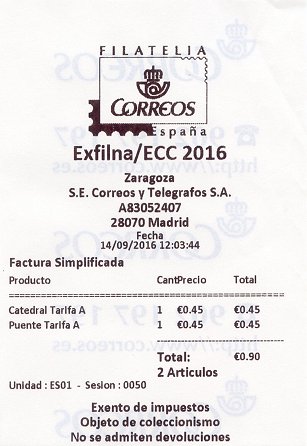 FILATELIA
CORREOS
España
Exfilna/ECC 2016
Zaragoza
S.E. Correos y Telegrafos S.A.
A83052407
28070 Madrid
Fecha
14/09/2016 12:03:44
Factura Simplificada
Producto CantPrecio Total
Catedral Tarifa A 1 €0.45 €0.45
Puente Tarifa A 1 €0.45 €0.45
Total: €0.90
2 Articulos
Unidad : ES01 - Sesion : 0050
Exento de impuestos
Objeto de coleccionismo
No se admiten devoluciones